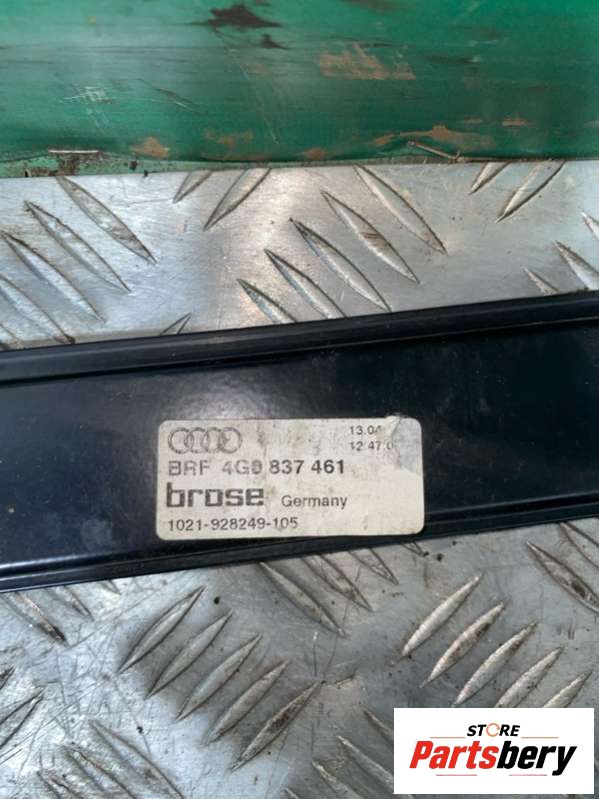 13.04
12:47:0
BRF 4G8 837 461
brose Germany
1021-928249-105
STORE
Partsbery